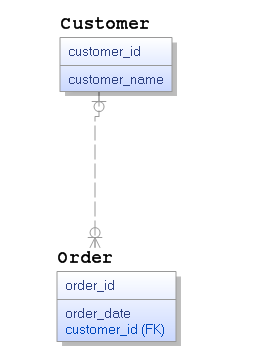 Customer
customer_id
customer_name
Order
order_id
order_date
customer_id (FK)